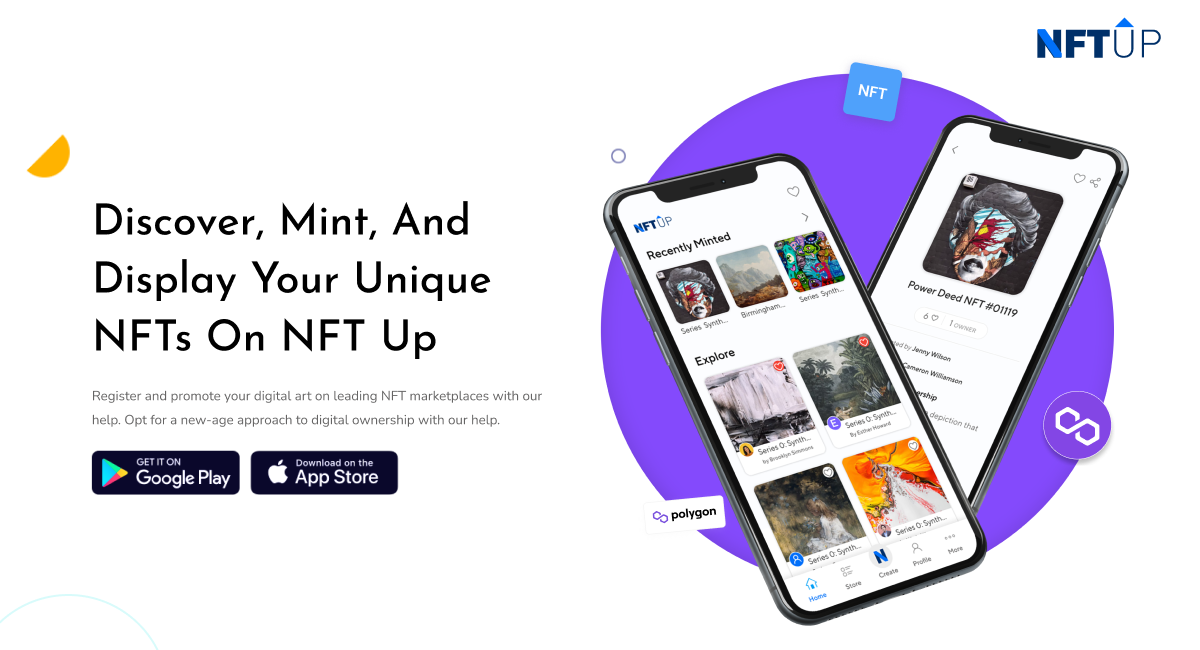 NFTUP
NFT
Discover, Mint, And
Display Your Unique
NFTs On NFT Up
Register and promote your digital art on leading NFT marketplaces with our
help. Opt for a new-age approach to digital ownership with our help.
GET IT ON
Google Play
Download on the
App Store
NFTUP
Recently Minted
Series Synth...
Birmingham...
Series Synth...
Explore
Series 0: Synth...
by Brooklyn Simmons
E
Series 0: Synth...
By Esther Howard
Series 0: Synth...
Series 0: Synth...
Home
Store
N
Create
Profile
More
Power Deed NFT #01119
6
1 OWNER
Jenny Wilson
Cameron Williamson
depiction that
polygon